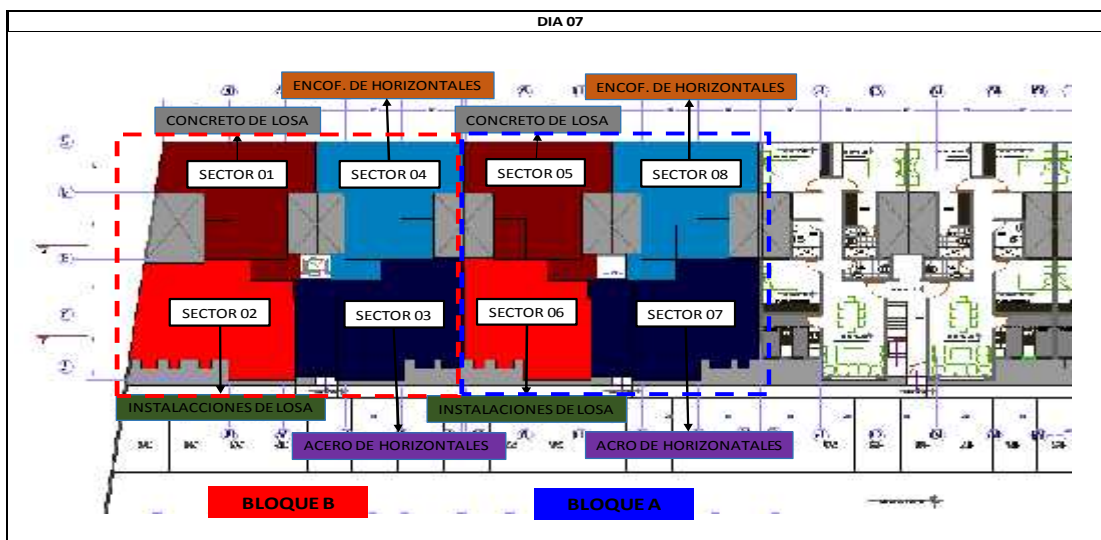 DIA 07
ENCOF. DE HORIZONTALES
ENCOF. DE HORIZONTALES
CONCRETO DE LOSA
CONCRETO DE LOSA
SECTOR 01
SECTOR 04
SECTOR 05
SECTOR 08
SECTOR 02
SECTOR 03
SECTOR 06
SECTOR 07
INSTALACCIONES DE LOSA
INSTALACIONES DE LOSA
ACERO DE HORIZONTALES
ACRO DE HORIZONATALES
BLOQUE B
BLOQUE A